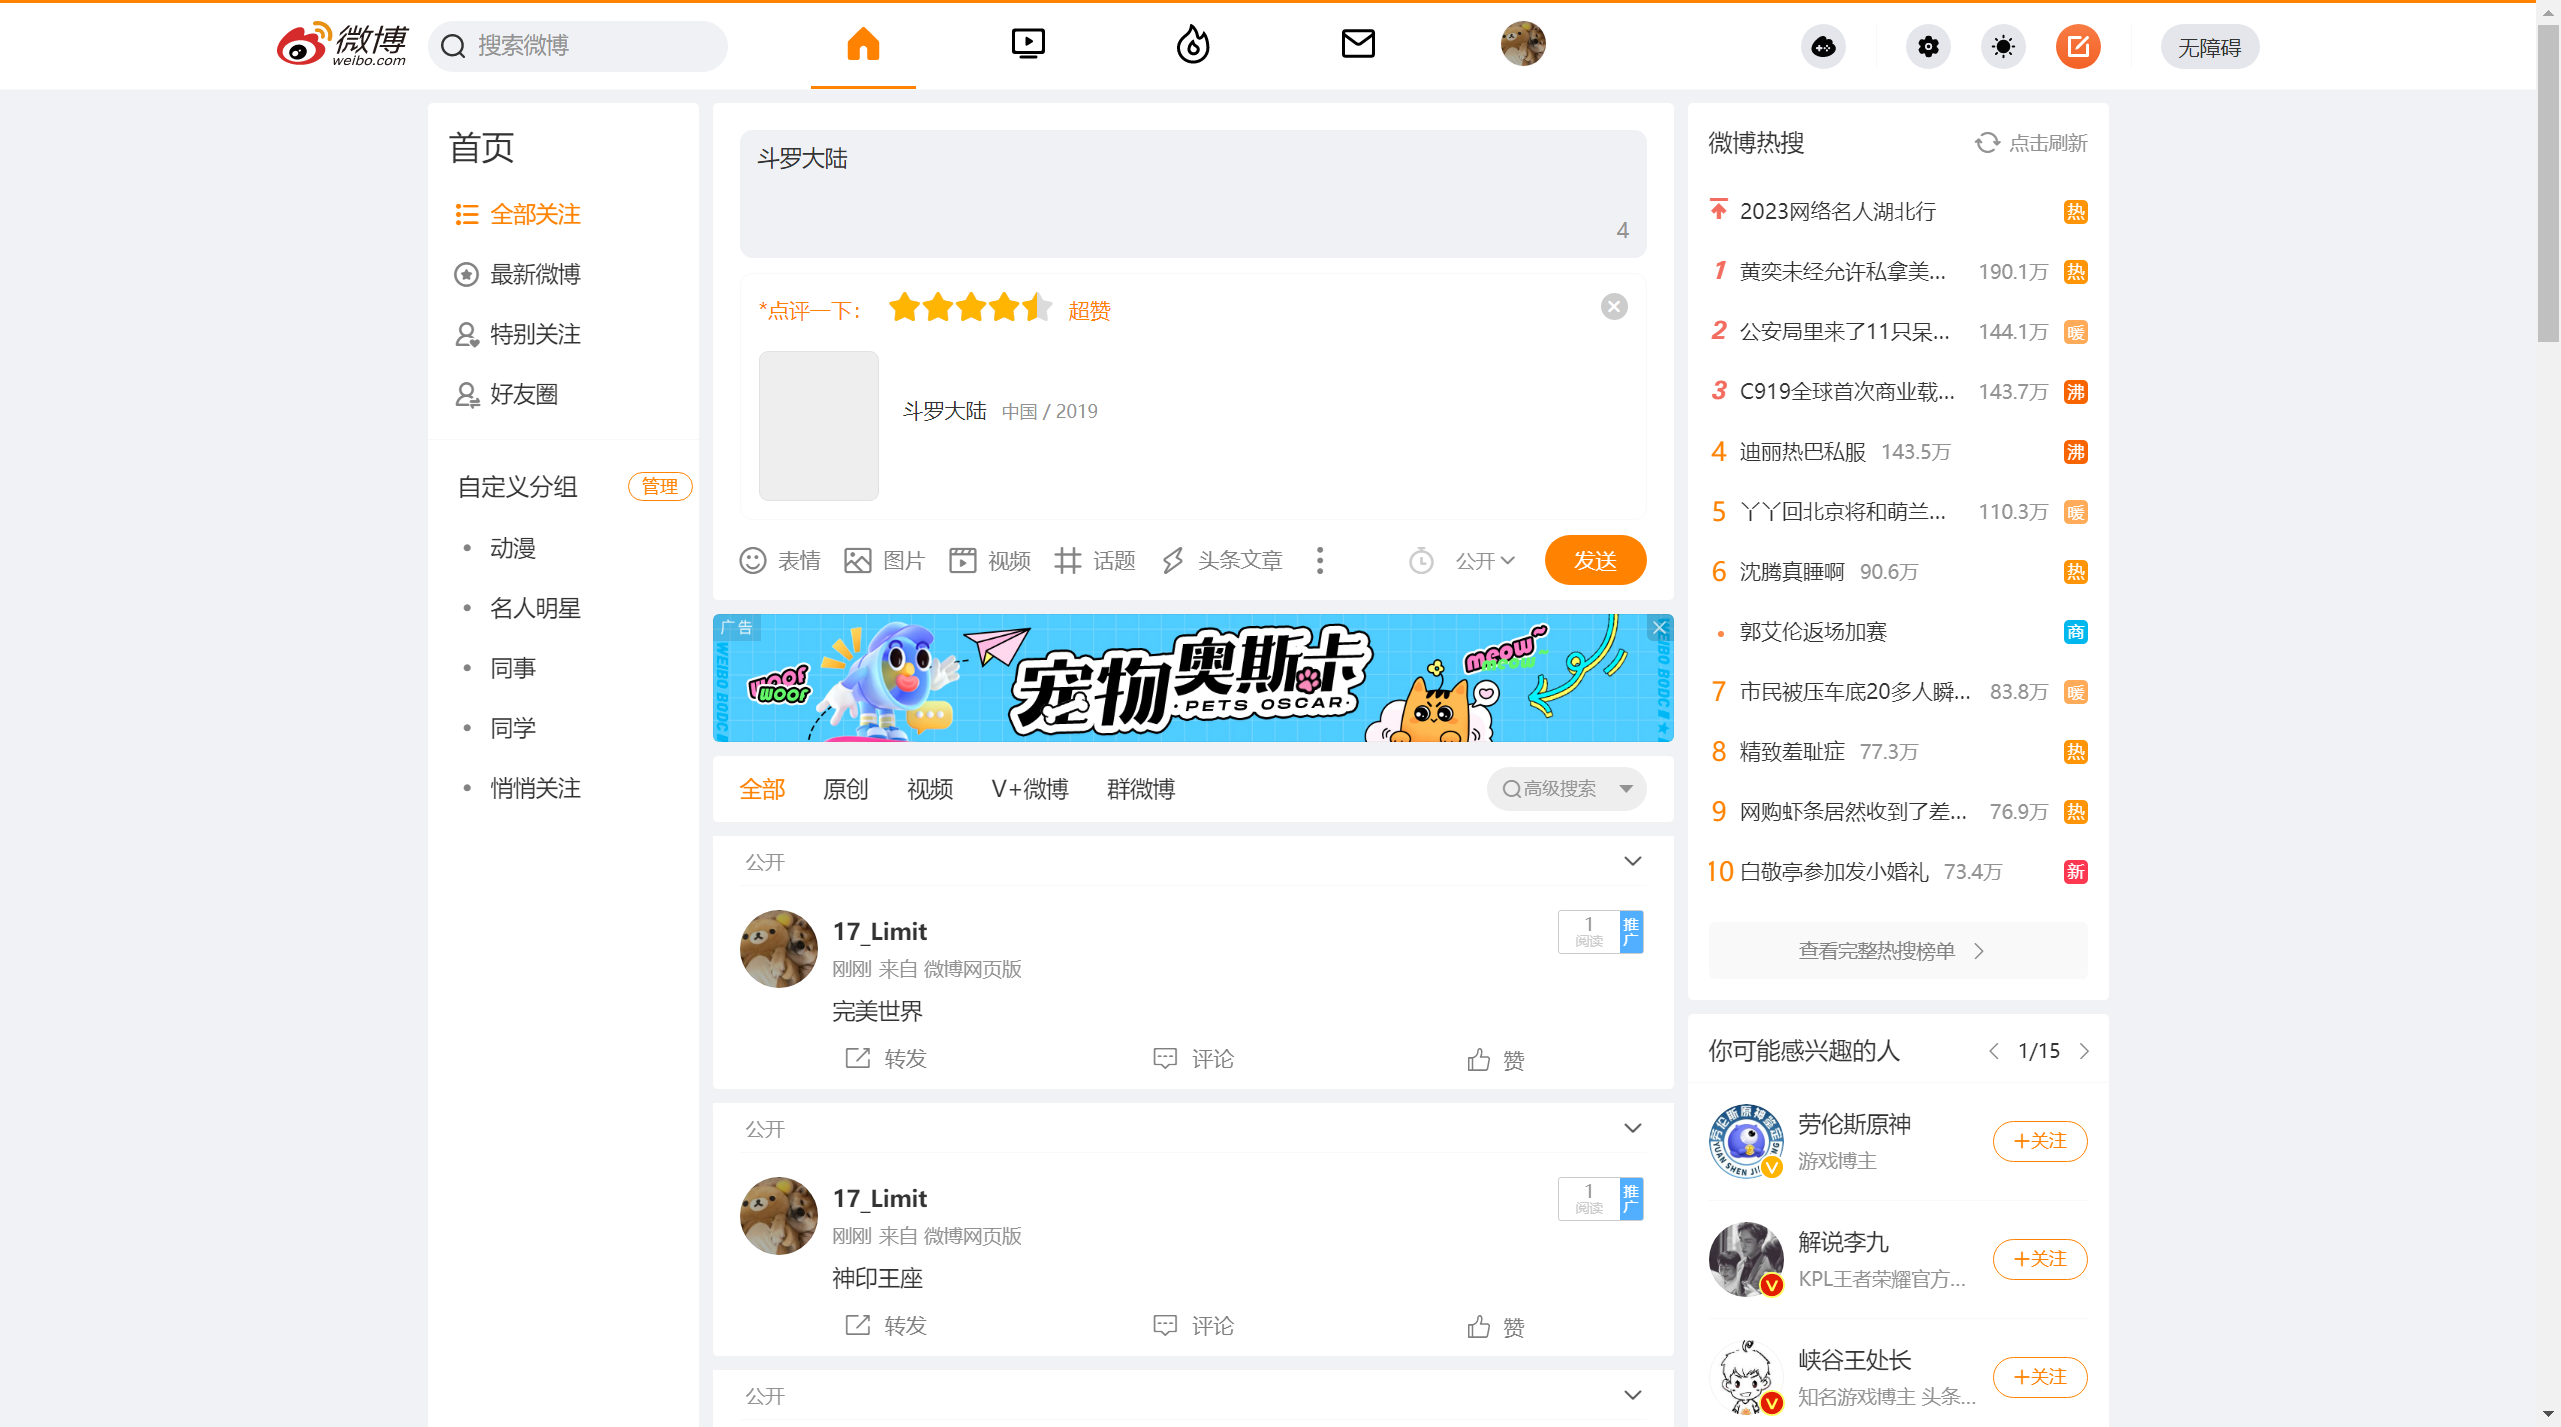 微博
weibo.com
搜索微博
无障碍
首页
全部关注
最新微博
特别关注
好友圈
自定义分组
管理
动漫
名人明星
同事
同学
悄悄关注
斗罗大陆
4
*点评一下：
超赞
斗罗大陆 中国 / 2019
表情
图片
视频
话题
头条文章
公开
发送
广告
WEIBO BODC
WOOF WOOF
宠物奥斯卡
·PETS OSCAR·
meow~
meow~
全部
原创
视频
V+微博
群微博
高级搜索
公开
17_Limit
1
阅读
推广
刚刚 来自 微博网页版
完美世界
转发
评论
赞
公开
17_Limit
1
阅读
推广
刚刚 来自 微博网页版
神印王座
转发
评论
赞
公开
微博热搜
点击刷新
2023网络名人湖北行 热
1 黄奕未经允许私拿美... 190.1万 热
2 公安局里来了11只呆... 144.1万 暖
3 C919全球首次商业载... 143.7万 沸
4 迪丽热巴私服 143.5万 沸
5 丫丫回北京将和萌兰... 110.3万 暖
6 沈腾真睡啊 90.6万 热
• 郭艾伦返场加赛 商
7 市民被压车底20多人瞬... 83.8万 暖
8 精致羞耻症 77.3万 热
9 网购虾条居然收到了差... 76.9万 热
10 白敬亭参加发小婚礼 73.4万 新
查看完整热搜榜单
你可能感兴趣的人
1/15
劳伦斯原神
游戏博主
+关注
解说李九
KPL王者荣耀官方...
+关注
峡谷王处长
知名游戏博主 头条...
+关注